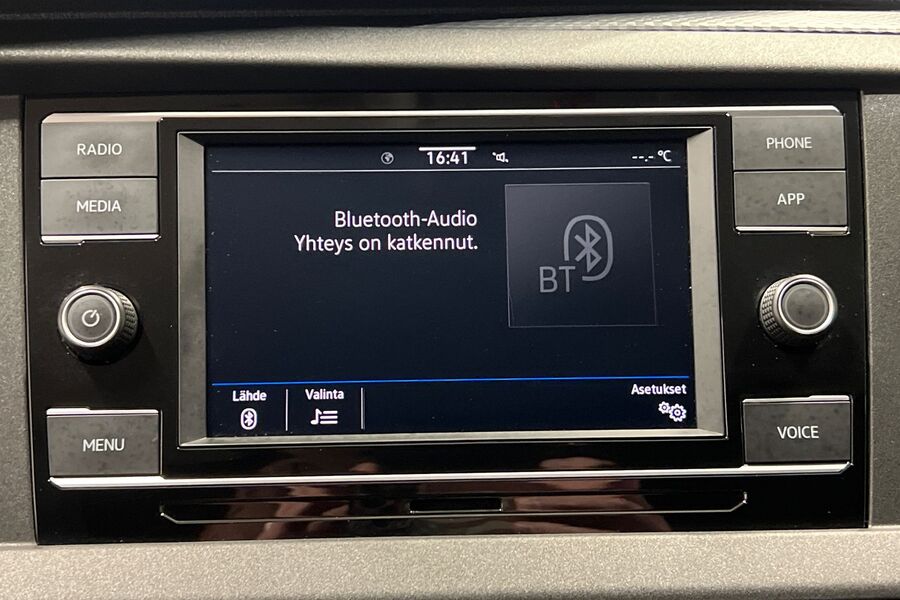 RADIO
MEDIA
MENU
16:41
--.- °C
Bluetooth-Audio
Yhteys on katkennut.
BT
Lähde
Valinta
Asetukset
PHONE
APP
VOICE